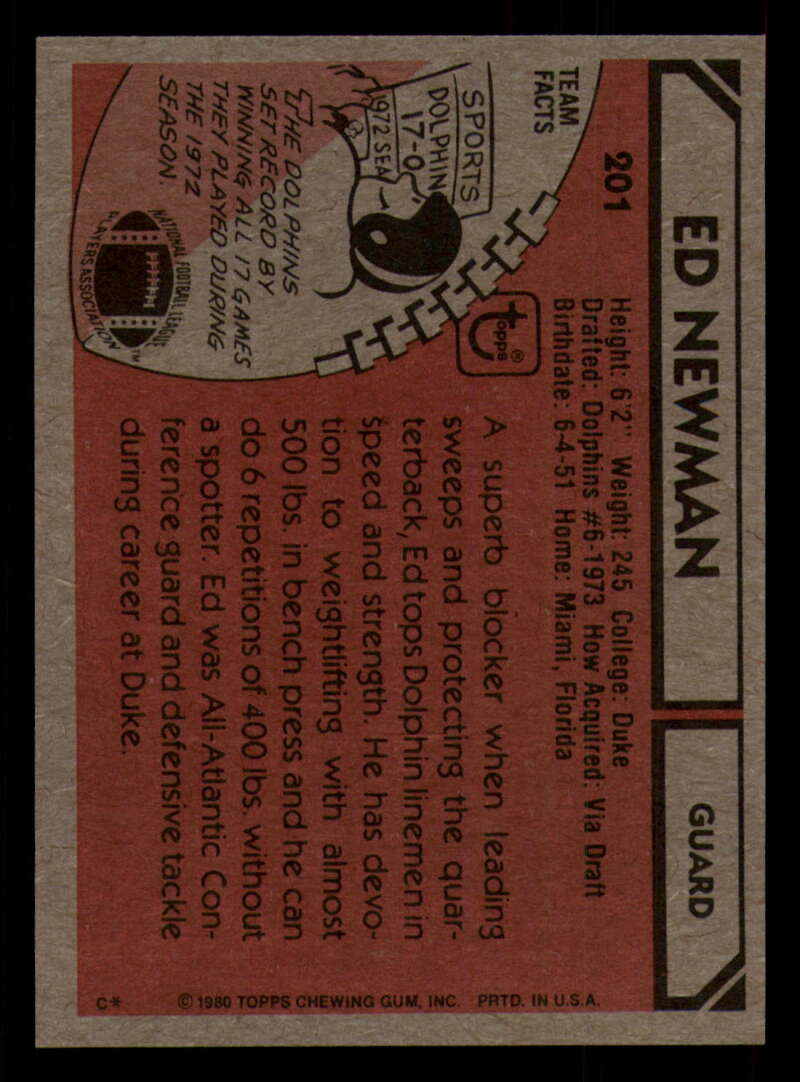 ED NEWMAN
GUARD
201
Height: 6'2" Weight: 245 College: Duke
Drafted: Dolphins #6-1973 How Acquired: Via Draft
Birthdate: 6-4-51 Home: Miami, Florida
TEAM
FACTS
SPORTS
DOLPHIN
17-0
1972 SEA
THE DOLPHINS
SET RECORD BY
WINNING ALL 17 GAMES
THEY PLAYED DURING
THE 1972
SEASON.
NATIONAL FOOTBALL LEAGUE
PLAYERS ASSOCIATION
TM
topps®
A superb blocker when leading
sweeps and protecting the quar-
terback, Ed tops Dolphin linemen in
speed and strength. He has devo-
tion to weightlifting with almost
500 lbs. in bench press and he can
do 6 repetitions of 400 lbs. without
a spotter. Ed was All-Atlantic Con-
ference guard and defensive tackle
during career at Duke.
C* © 1980 TOPPS CHEWING GUM, INC. PRTD. IN U.S.A.